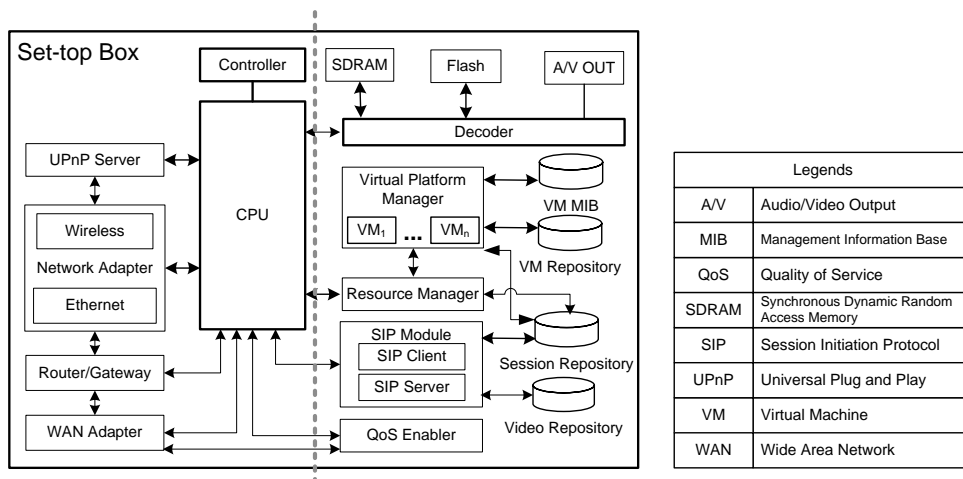 Set-top Box
Controller
SDRAM
Flash
A/V OUT
Decoder
UPnP Server
CPU
Virtual Platform
Manager
VM1
...
VMn
VM MIB
VM Repository
Wireless
Network Adapter
Ethernet
Resource Manager
SIP Module
SIP Client
SIP Server
Session Repository
Router/Gateway
Video Repository
WAN Adapter
QoS Enabler
Legends
A/V Audio/Video Output
MIB Management Information Base
QoS Quality of Service
SDRAM Synchronous Dynamic Random
Access Memory
SIP Session Initiation Protocol
UPnP Universal Plug and Play
VM Virtual Machine
WAN Wide Area Network